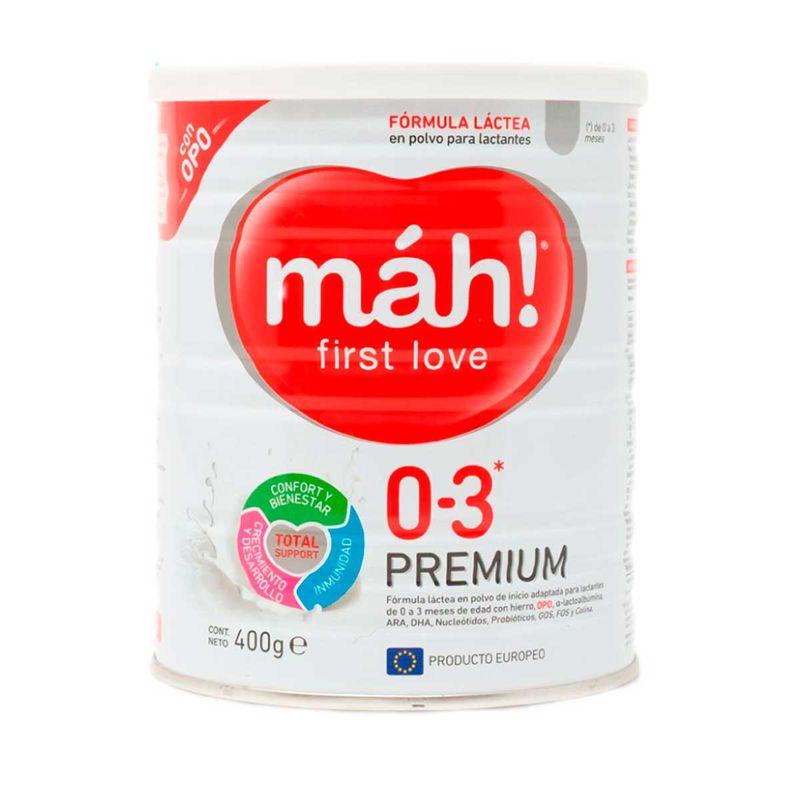 con
OPO
FÓRMULA LÁCTEA
en polvo para lactantes
(*) de 0 a 3
meses
máh!®
first love
CONFORT Y
BIENESTAR
TOTAL
SUPPORT
INMUNIDAD
CRECIMIENTO
Y DESARROLLO
0-3*
PREMIUM
Fórmula láctea en polvo de inicio adaptada para lactantes
de 0 a 3 meses de edad con hierro, OPO, α-lactoalbúmina,
ARA, DHA, Nucleótidos, Probióticos, GOS, FOS y Colina.
CONT.
NETO 400g e
PRODUCTO EUROPEO